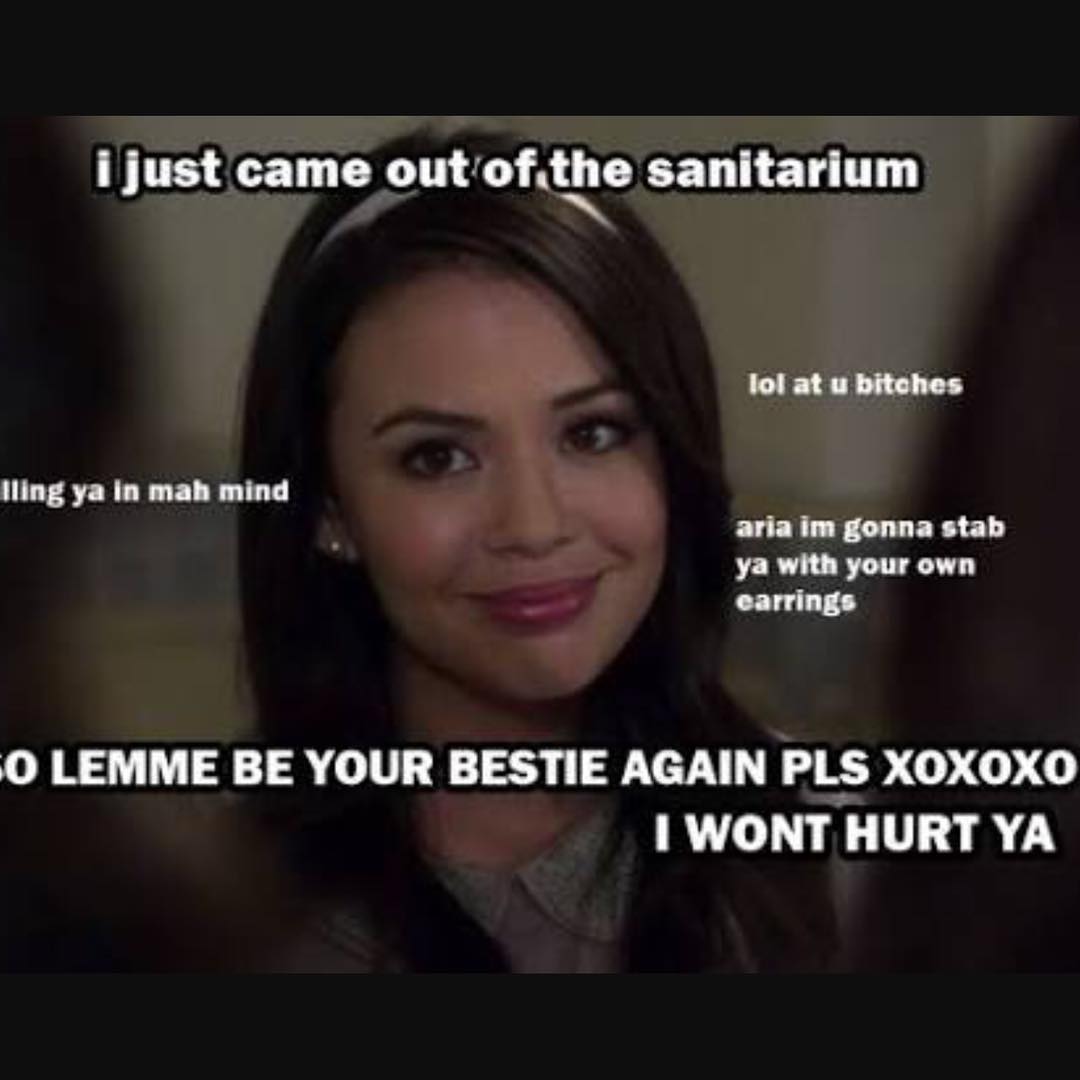 i just came out of the sanitarium
lol at u bitches
ya in mah mind
aria im gonna stab
ya with your own
earrings
SO LEMME BE YOUR BESTIE AGAIN PLS XOXOXO
I WONT HURT YA